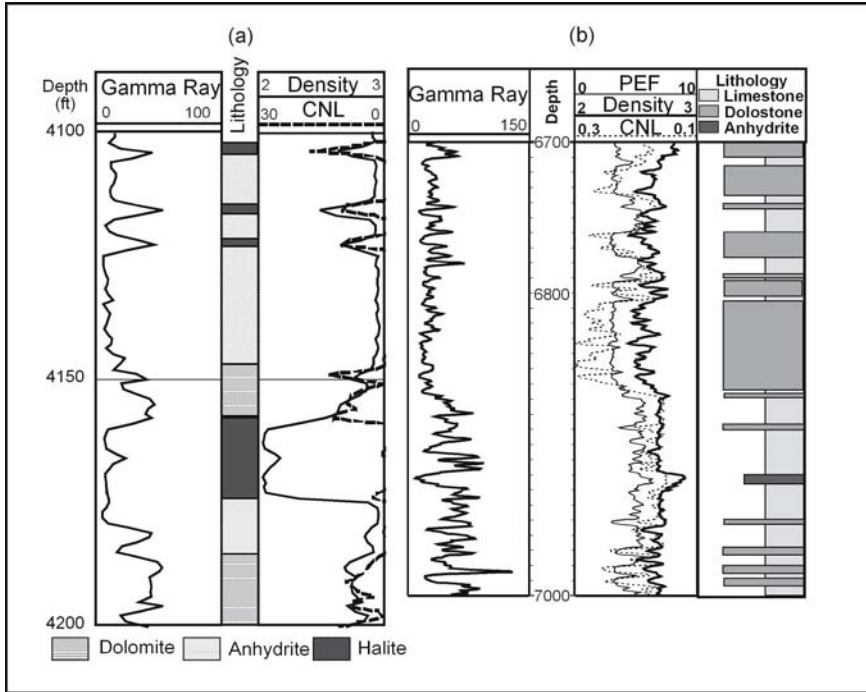 (a)
Depth
(ft)
Gamma Ray
0 100
Lithology
2 Density 3
30 CNL 0
4100
4150
4200
Dolomite Anhydrite Halite
(b)
Gamma Ray
0 150
Depth
0 PEF 10
2 Density 3
0.3 CNL 0.1
Lithology
Limestone
Dolostone
Anhydrite
6700
6800
7000